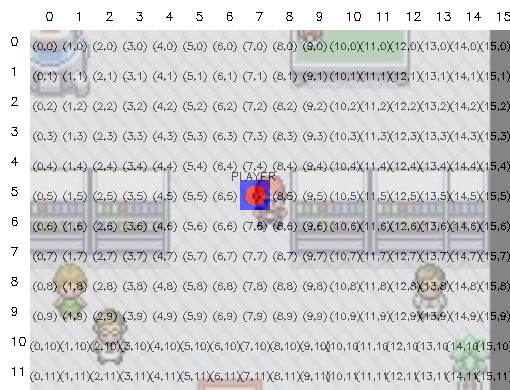 0 1 2 3 4 5 6 7 8 9 10 11 12 13 14 15
0 (0,0) (1,0) (2,0) (3,0) (4,0) (5,0) (6,0) (7,0) (8,0) (9,0) (10,0) (11,0) (12,0) (13,0) (14,0) (15,0)
1 (0,1) (1,1) (2,1) (3,1) (4,1) (5,1) (6,1) (7,1) (8,1) (9,1) (10,1) (11,1) (12,1) (13,1) (14,1) (15,1)
2 (0,2) (1,2) (2,2) (3,2) (4,2) (5,2) (6,2) (7,2) (8,2) (9,2) (10,2) (11,2) (12,2) (13,2) (14,2) (15,2)
3 (0,3) (1,3) (2,3) (3,3) (4,3) (5,3) (6,3) (7,3) (8,3) (9,3) (10,3) (11,3) (12,3) (13,3) (14,3) (15,3)
4 (0,4) (1,4) (2,4) (3,4) (4,4) (5,4) (6,4) (7,4) (8,4) (9,4) (10,4) (11,4) (12,4) (13,4) (14,4) (15,4)
PLAYER
5 (0,5) (1,5) (2,5) (3,5) (4,5) (5,5) (6,5) (8,5) (9,5) (10,5) (11,5) (12,5) (13,5) (14,5) (15,5)
6 (0,6) (1,6) (2,6) (3,6) (4,6) (5,6) (6,6) (7,6) (8,6) (9,6) (10,6) (11,6) (12,6) (13,6) (14,6) (15,6)
7 (0,7) (1,7) (2,7) (3,7) (4,7) (5,7) (6,7) (7,7) (8,7) (9,7) (10,7) (11,7) (12,7) (13,7) (14,7) (15,7)
8 (0,8) (1,8) (2,8) (3,8) (4,8) (5,8) (6,8) (7,8) (8,8) (9,8) (10,8) (11,8) (12,8) (13,8) (14,8) (15,8)
9 (0,9) (1,9) (2,9) (3,9) (4,9) (5,9) (6,9) (7,9) (8,9) (9,9) (10,9) (11,9) (12,9) (13,9) (14,9) (15,9)
10 (0,10) (1,10) (2,10) (3,10) (4,10) (5,10) (6,10) (7,10) (8,10) (9,10) (10,10) (11,10) (12,10) (13,10) (14,10) (15,10)
11 (0,11) (1,11) (2,11) (3,11) (4,11) (5,11) (6,11) (7,11) (8,11) (9,11) (10,11) (11,11) (12,11) (13,11) (14,11) (15,11)